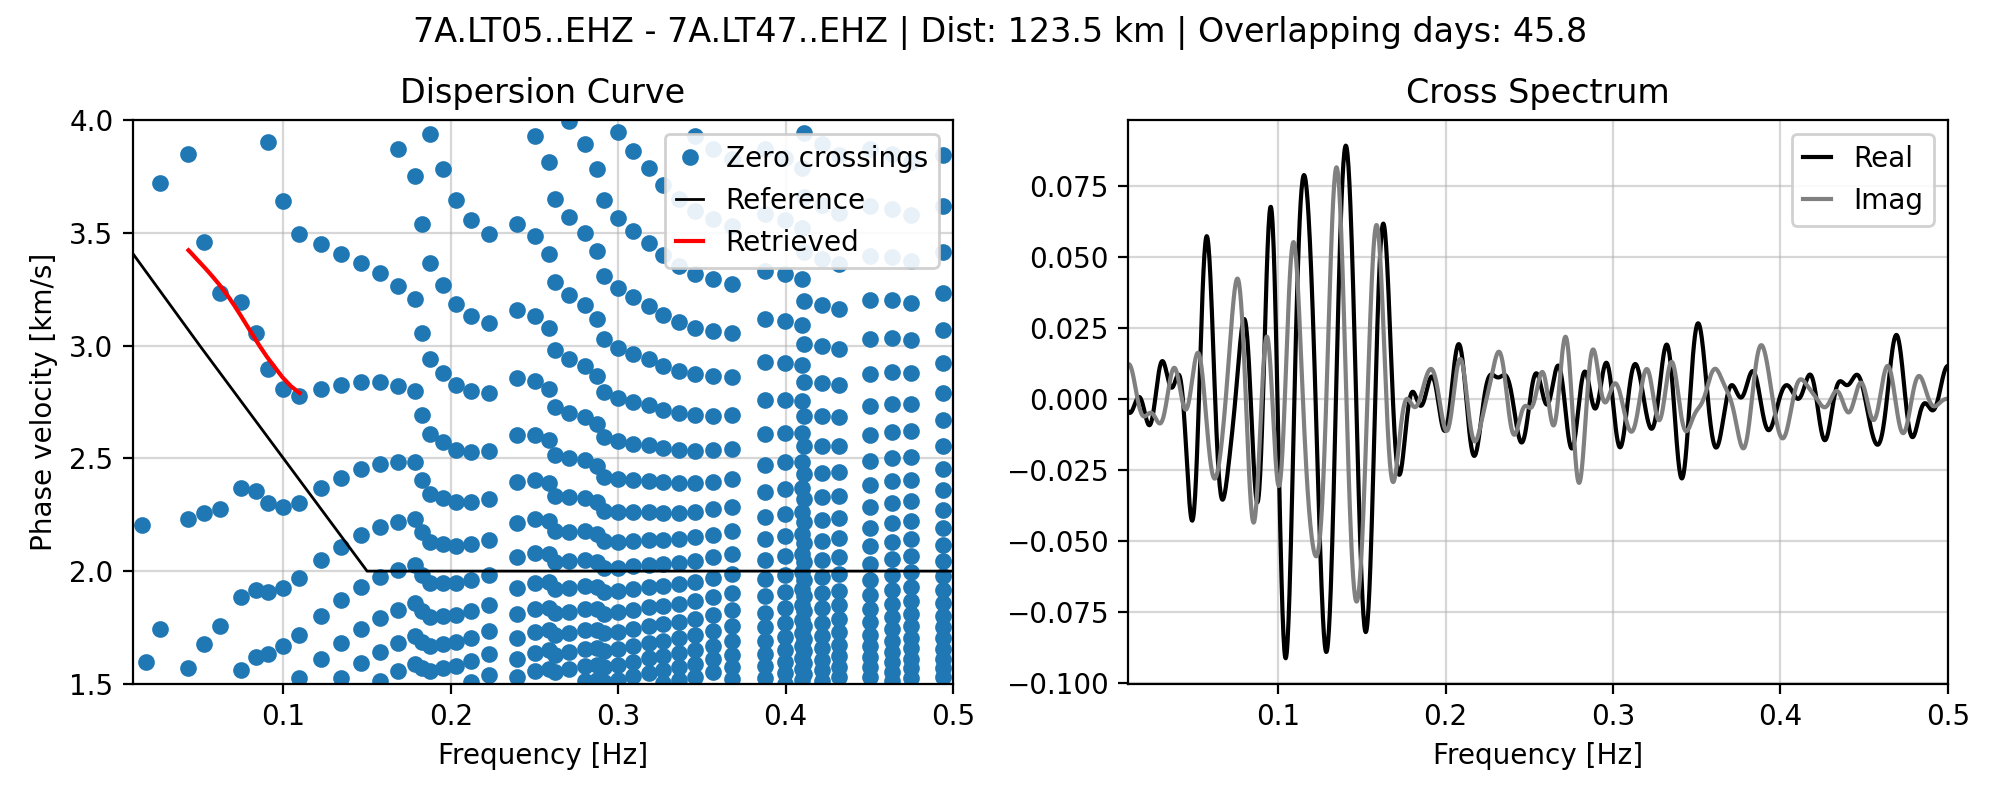 7A.LT05..EHZ - 7A.LT47..EHZ | Dist: 123.5 km | Overlapping days: 45.8
Dispersion Curve
4.0
3.5
3.0
2.5
2.0
1.5
Phase velocity [km/s]
Zero crossings
Reference
Retrieved
0.1 0.2 0.3 0.4 0.5
Frequency [Hz]
Cross Spectrum
0.075
0.050
0.025
0.000
−0.025
−0.050
−0.075
−0.100
Real
Imag
0.1 0.2 0.3 0.4 0.5
Frequency [Hz]